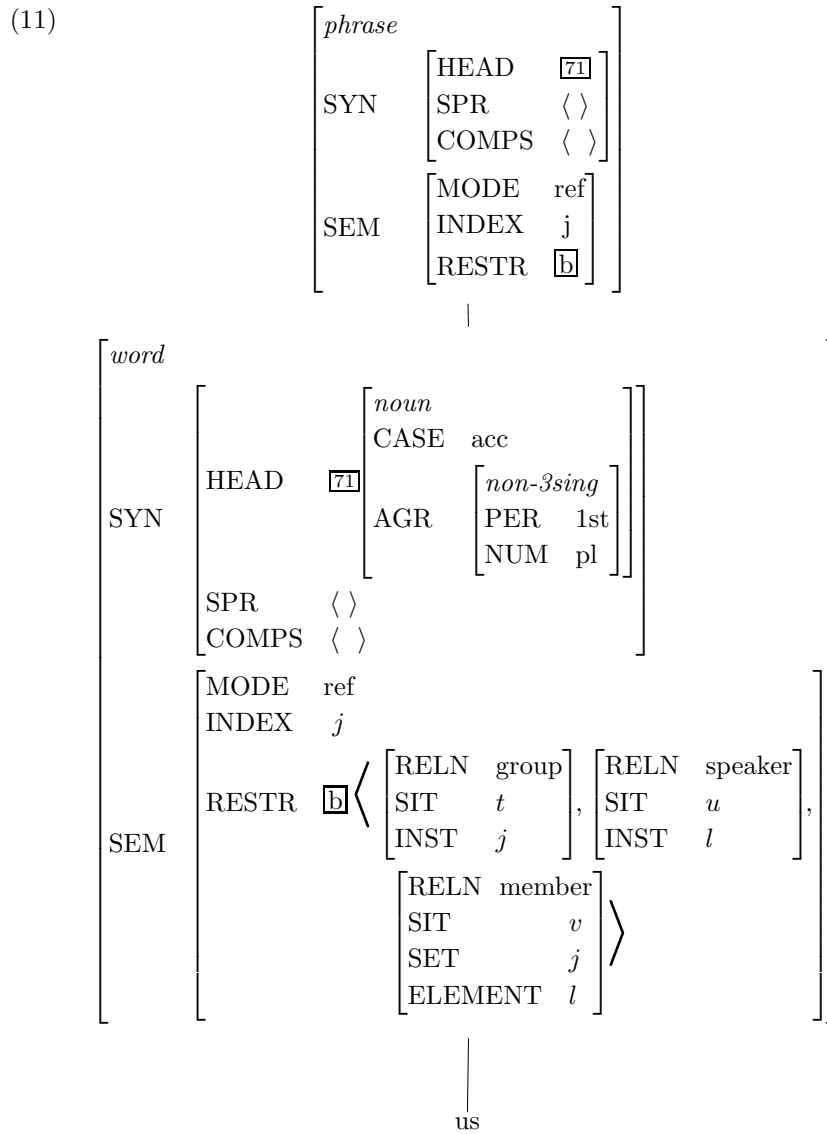 (11)
phrase
HEAD 71
SYN SPR ⟨ ⟩
COMPS ⟨ ⟩
MODE ref
SEM INDEX j
RESTR b
word
noun
CASE acc
HEAD 71 non-3sing
SYN AGR PER 1st
NUM pl
SPR ⟨ ⟩
COMPS ⟨ ⟩
MODE ref
INDEX j
RELN group RELN speaker
RESTR b ⟨ SIT t , SIT u ,
SEM INST j INST l
RELN member
SIT v ⟩
SET j
ELEMENT l
us